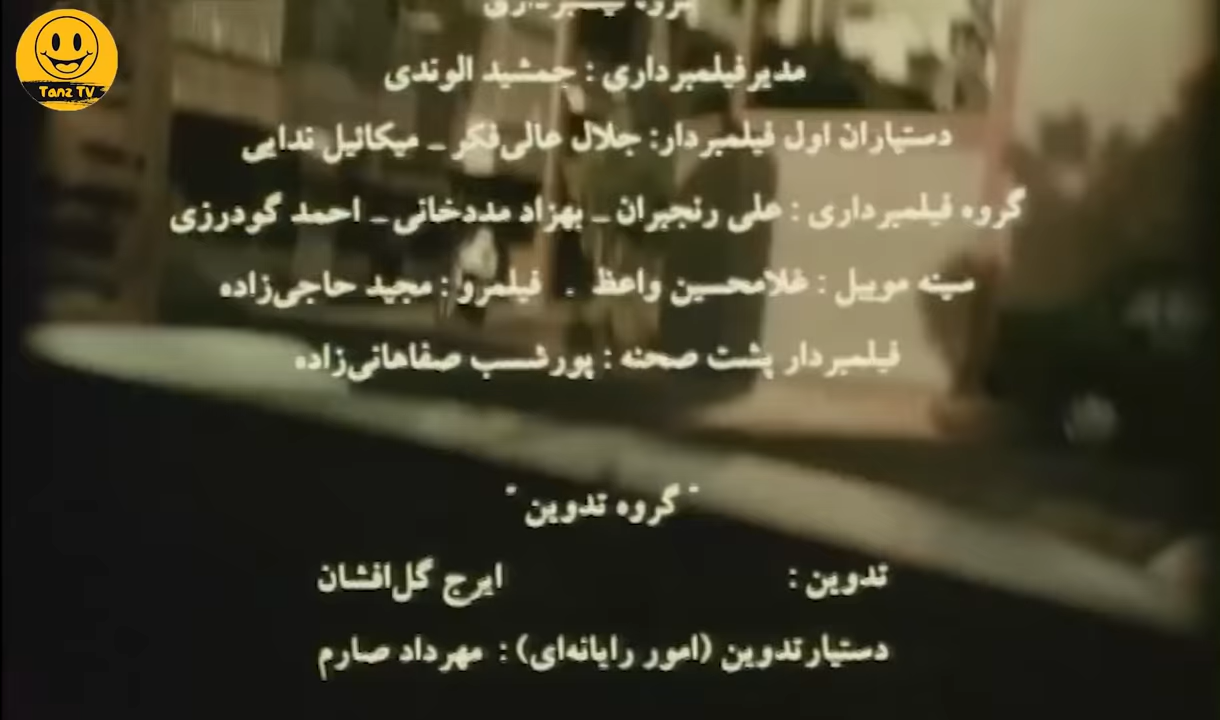 Tanz TV
گروه فیلمبرداری
مدیرفیلمبرداری : جمشید الوندی
دستیاران اول فیلمبردار: جلال عالی‌فکر ـ میکائیل ندایی
گروه فیلمبرداری : علی رنجبران ـ بهزاد مددخانی ـ احمد گودرزی
سینه موبیل : غلامحسین واعظ . فیلمرو : مجید حاجی‌زاده
فیلمبردار پشت صحنه : پورشسب صفاهانی‌زاده
" گروه تدوین "
تدوین : ایرج گل‌افشان
دستیارتدوین (امور رایانه‌ای) : مهرداد صارم